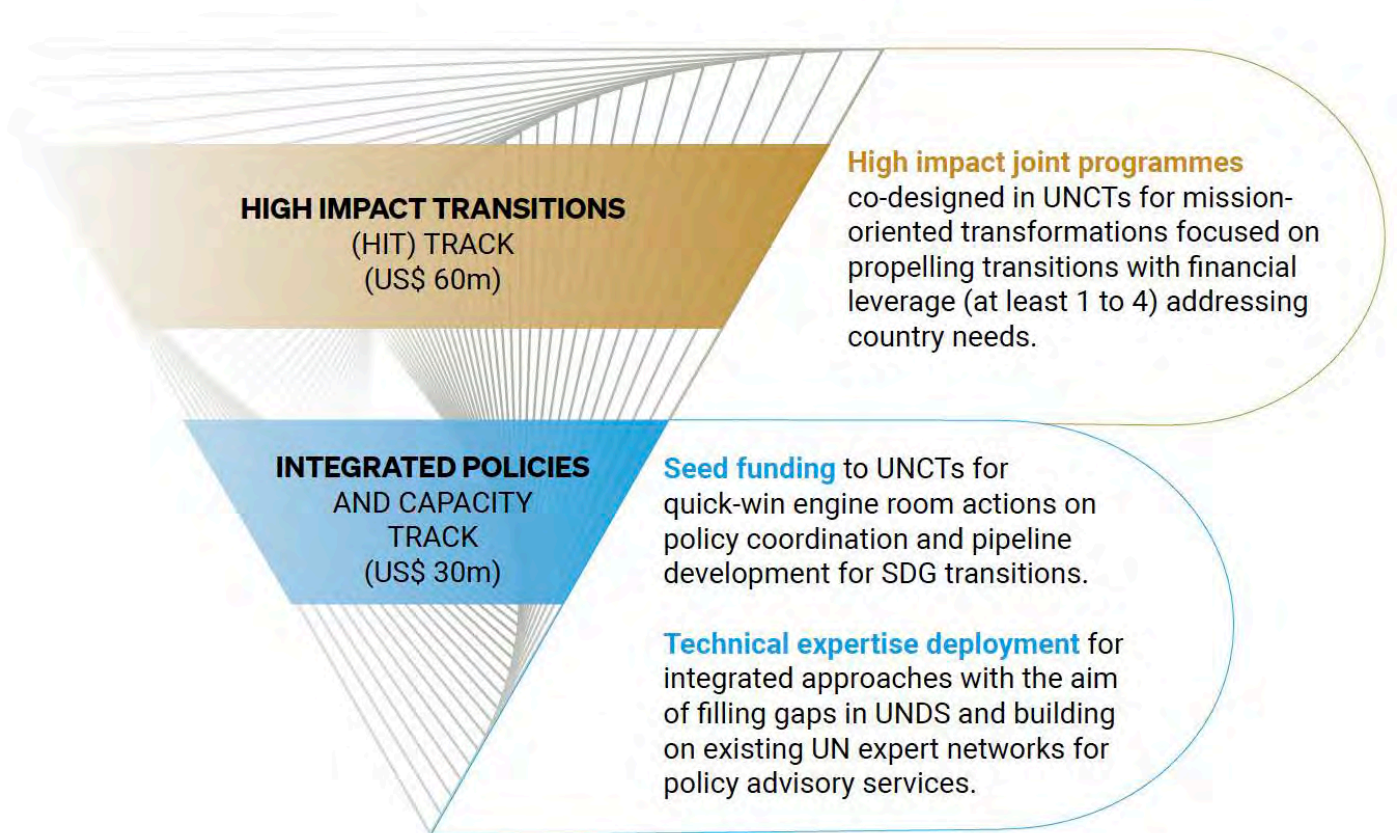 HIGH IMPACT TRANSITIONS
(HIT) TRACK
(US$ 60m)
High impact joint programmes
co-designed in UNCTs for mission-
oriented transformations focused on
propelling transitions with financial
leverage (at least 1 to 4) addressing
country needs.
INTEGRATED POLICIES
AND CAPACITY
TRACK
(US$ 30m)
Seed funding to UNCTs for
quick-win engine room actions on
policy coordination and pipeline
development for SDG transitions.
Technical expertise deployment for
integrated approaches with the aim
of filling gaps in UNDS and building
on existing UN expert networks for
policy advisory services.